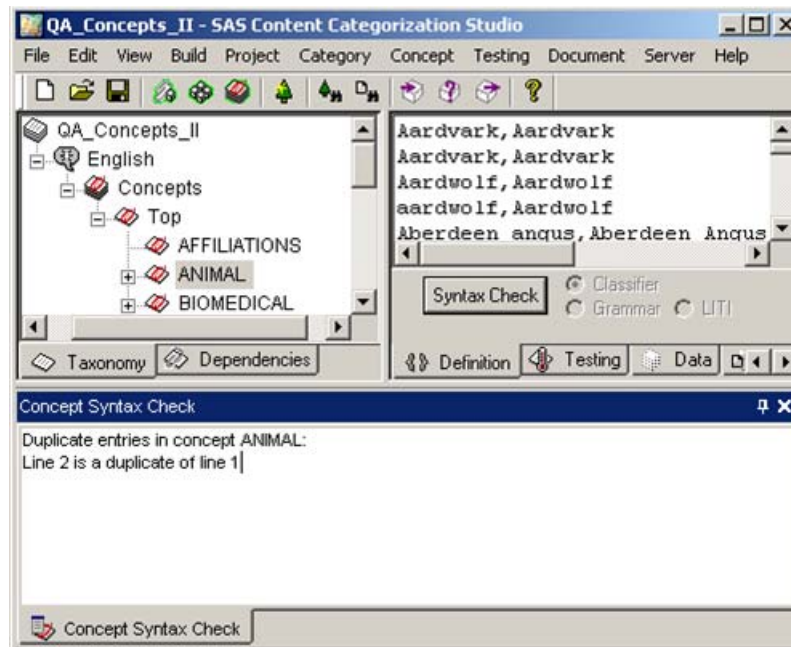 QA_Concepts_II - SAS Content Categorization Studio
File Edit View Build Project Category Concept Testing Document Server Help
QA_Concepts_II
English
Concepts
Top
AFFILIATIONS
ANIMAL
BIOMEDICAL
Taxonomy Dependencies
Aardvark,Aardvark
Aardvark,Aardvark
Aardwolf,Aardwolf
aardwolf,Aardwolf
Aberdeen angus,Aberdeen Angus
Syntax Check
Classifier
Grammar LITI
Definition Testing Data
Concept Syntax Check
Duplicate entries in concept ANIMAL:
Line 2 is a duplicate of line 1
Concept Syntax Check